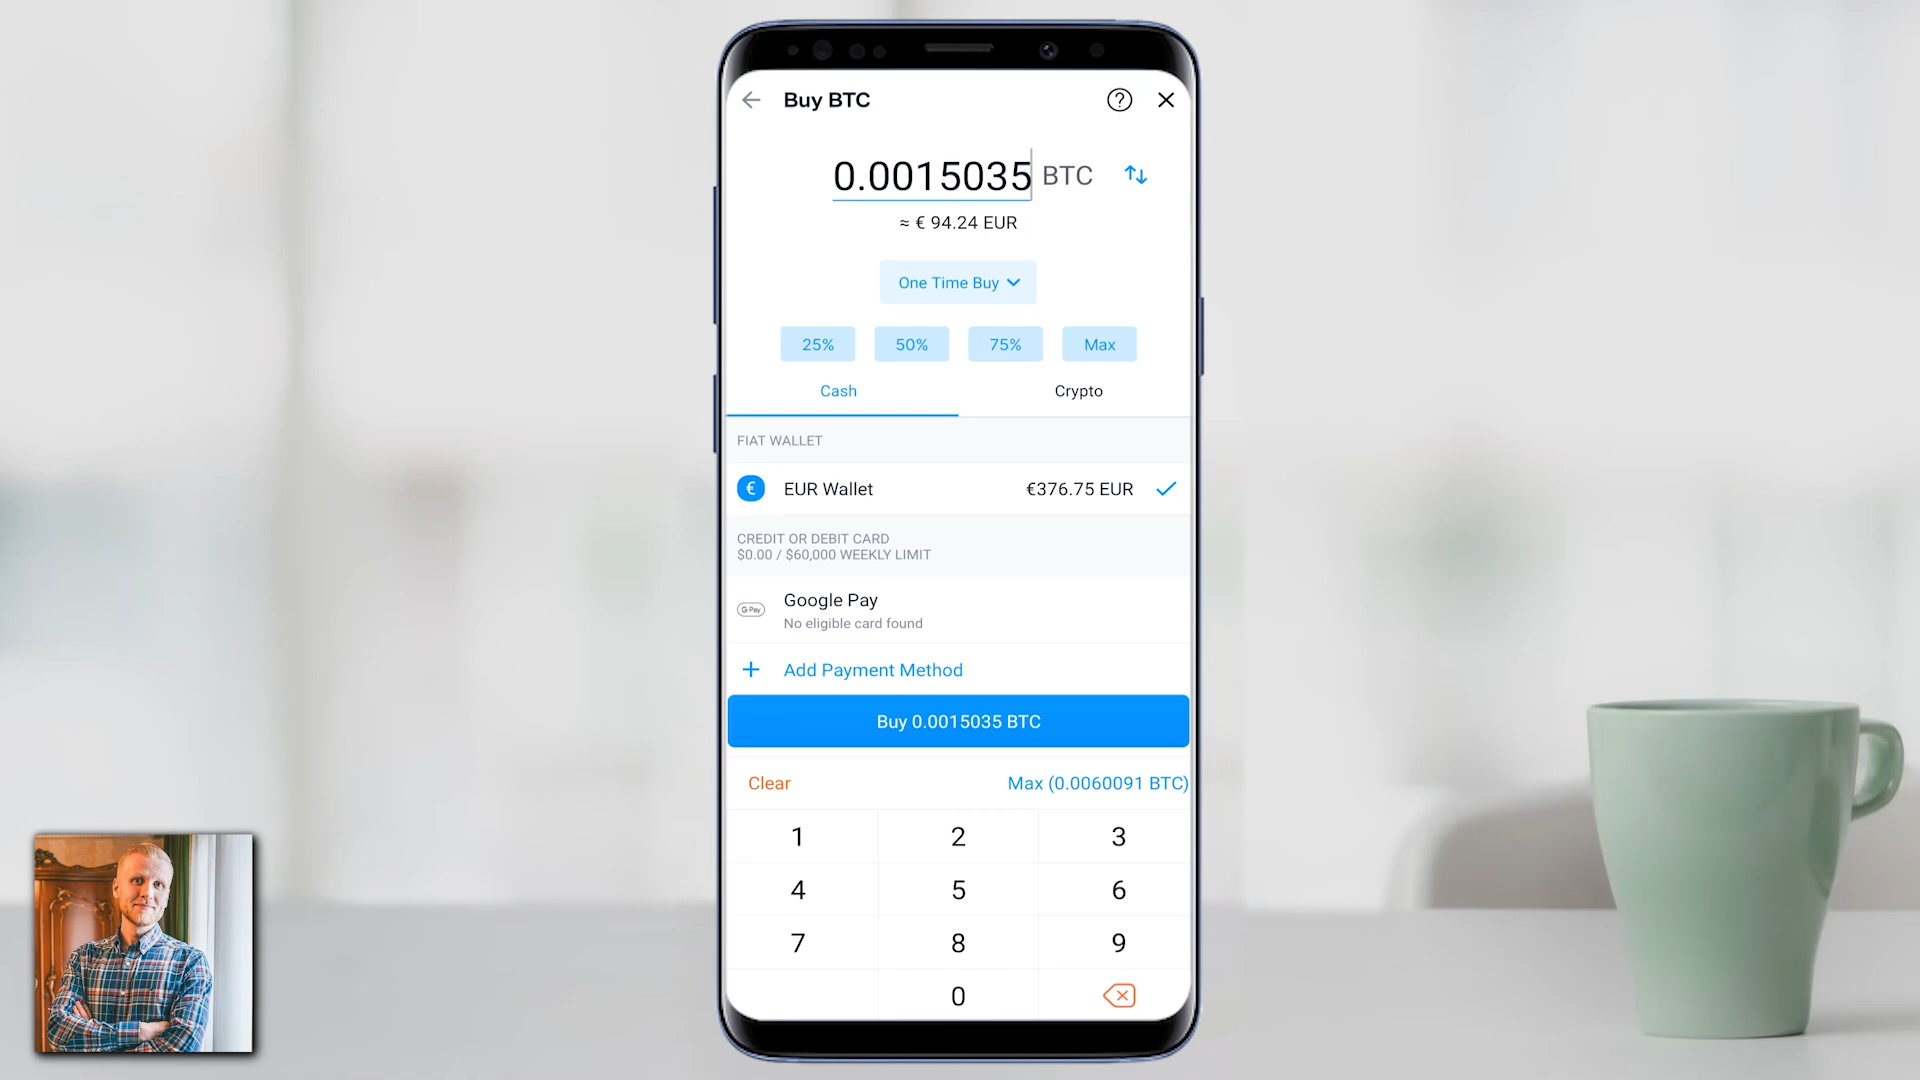 Buy BTC
0.0015035 BTC
≈ € 94.24 EUR
One Time Buy
25% 50% 75% Max
Cash Crypto
FIAT WALLET
€ EUR Wallet €376.75 EUR
CREDIT OR DEBIT CARD
$0.00 / $60,000 WEEKLY LIMIT
G Pay Google Pay
No eligible card found
+ Add Payment Method
Buy 0.0015035 BTC
Clear Max (0.0060091 BTC)
1 2 3
4 5 6
7 8 9
0